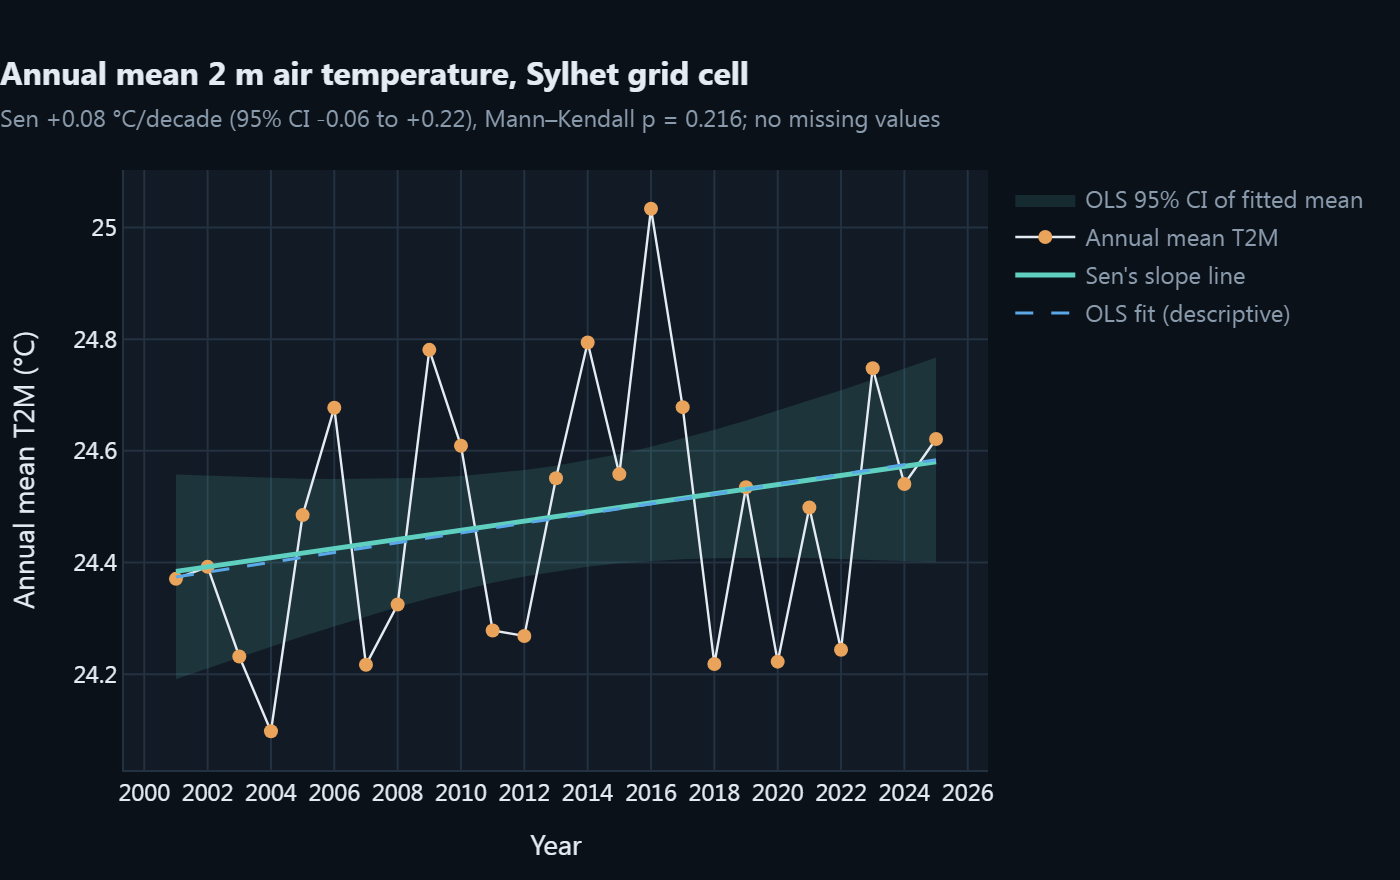 Annual mean 2 m air temperature, Sylhet grid cell
Sen +0.08 °C/decade (95% CI -0.06 to +0.22), Mann–Kendall p = 0.216; no missing values
OLS 95% CI of fitted mean
Annual mean T2M
Sen's slope line
OLS fit (descriptive)
Annual mean T2M (°C)
25
24.8
24.6
24.4
24.2
2000 2002 2004 2006 2008 2010 2012 2014 2016 2018 2020 2022 2024 2026
Year